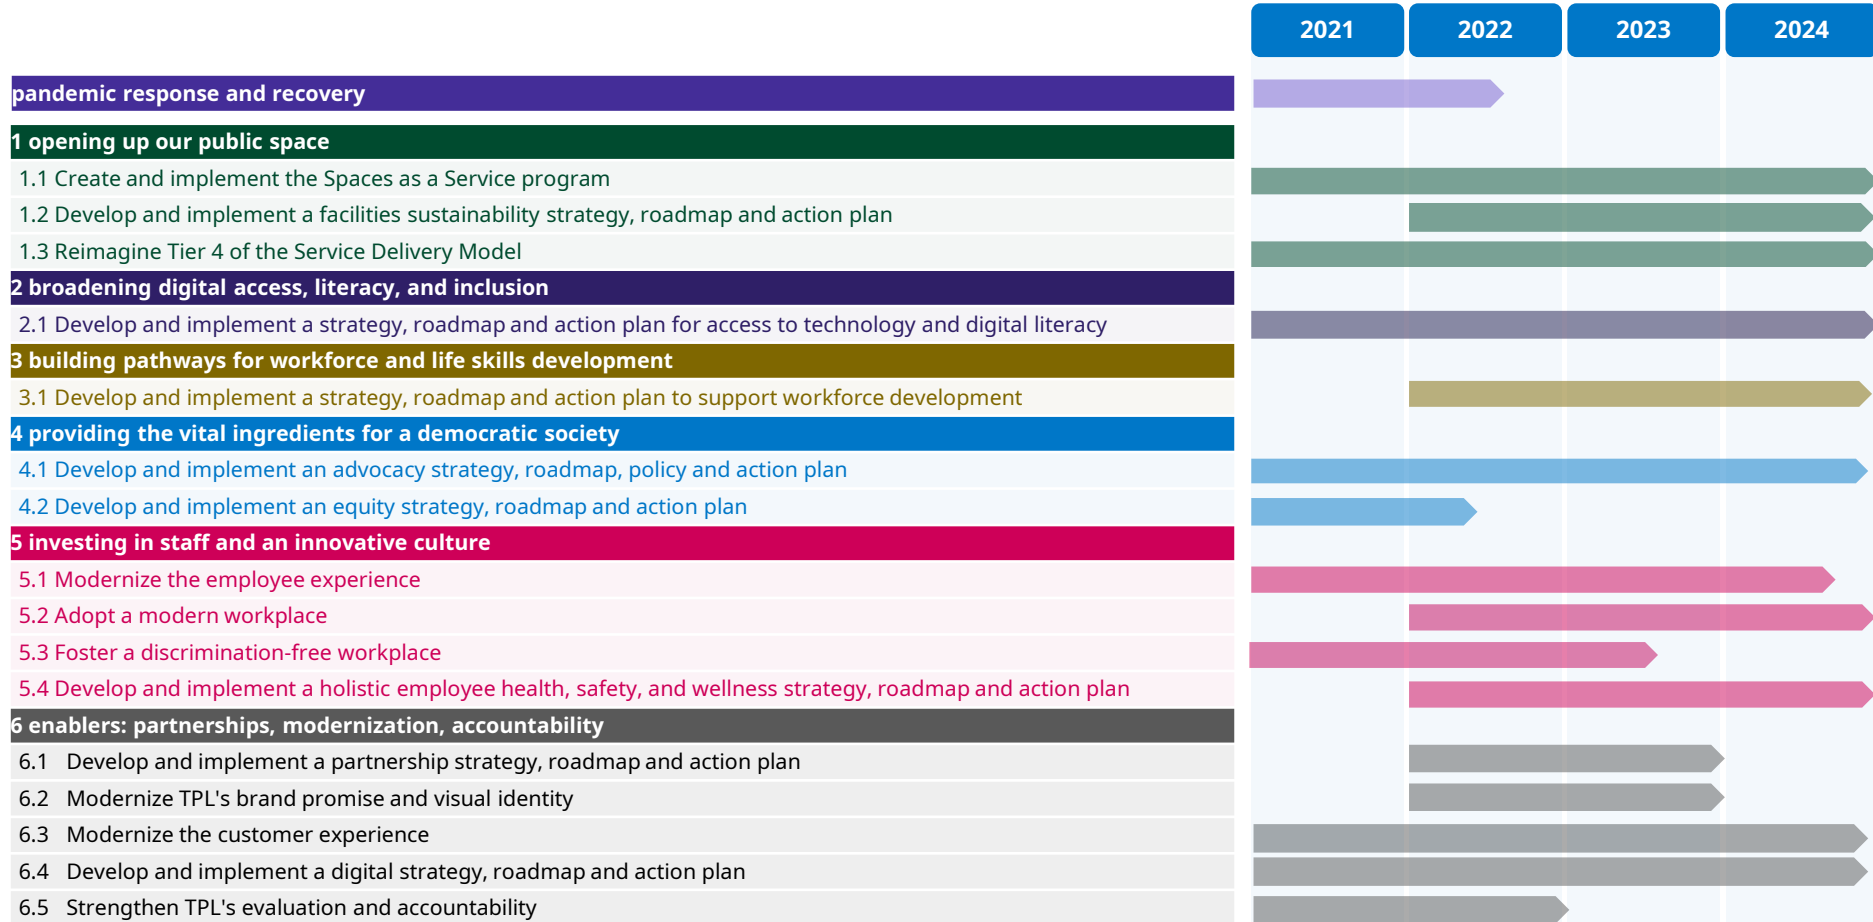 2021 2022 2023 2024
pandemic response and recovery
1 opening up our public space
1.1 Create and implement the Spaces as a Service program
1.2 Develop and implement a facilities sustainability strategy, roadmap and action plan
1.3 Reimagine Tier 4 of the Service Delivery Model
2 broadening digital access, literacy, and inclusion
2.1 Develop and implement a strategy, roadmap and action plan for access to technology and digital literacy
3 building pathways for workforce and life skills development
3.1 Develop and implement a strategy, roadmap and action plan to support workforce development
4 providing the vital ingredients for a democratic society
4.1 Develop and implement an advocacy strategy, roadmap, policy and action plan
4.2 Develop and implement an equity strategy, roadmap and action plan
5 investing in staff and an innovative culture
5.1 Modernize the employee experience
5.2 Adopt a modern workplace
5.3 Foster a discrimination-free workplace
5.4 Develop and implement a holistic employee health, safety, and wellness strategy, roadmap and action plan
6 enablers: partnerships, modernization, accountability
6.1 Develop and implement a partnership strategy, roadmap and action plan
6.2 Modernize TPL's brand promise and visual identity
6.3 Modernize the customer experience
6.4 Develop and implement a digital strategy, roadmap and action plan
6.5 Strengthen TPL's evaluation and accountability